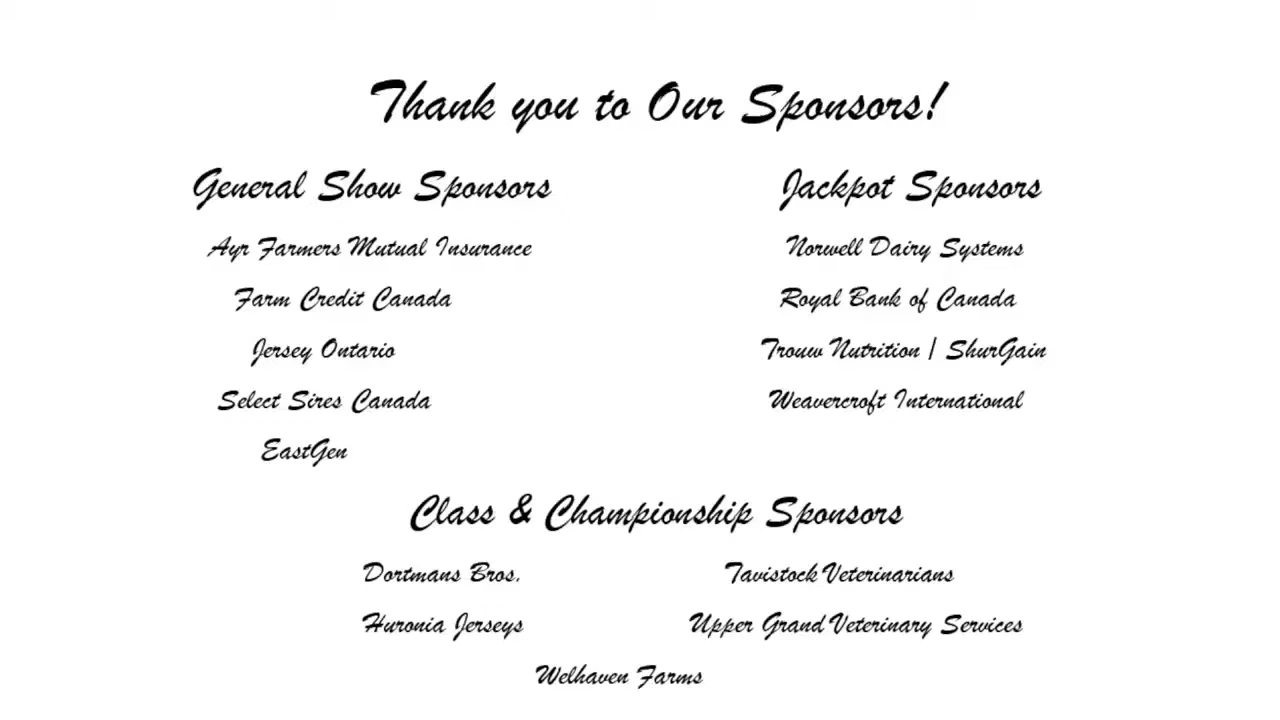 Thank you to Our Sponsors!
General Show Sponsors
Ayr Farmers Mutual Insurance
Farm Credit Canada
Jersey Ontario
Select Sires Canada
EastGen
Jackpot Sponsors
Norwell Dairy Systems
Royal Bank of Canada
Trouw Nutrition | ShurGain
Weavercroft International
Class & Championship Sponsors
Dortmans Bros.
Tavistock Veterinarians
Huronia Jerseys
Upper Grand Veterinary Services
Welhaven Farms